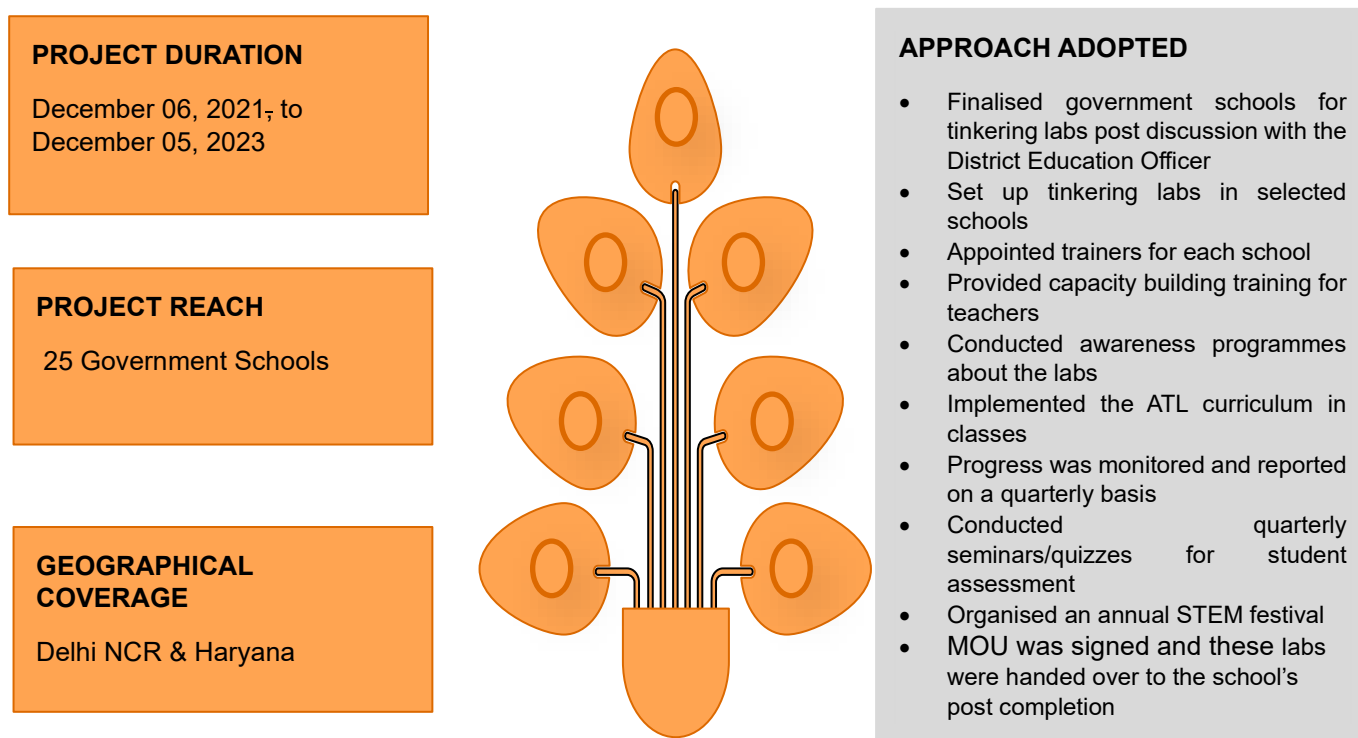 PROJECT DURATION
December 06, 2021, to
December 05, 2023
PROJECT REACH
25 Government Schools
GEOGRAPHICAL
COVERAGE
Delhi NCR & Haryana
APPROACH ADOPTED
• Finalised government schools for
tinkering labs post discussion with the
District Education Officer
• Set up tinkering labs in selected
schools
• Appointed trainers for each school
• Provided capacity building training for
teachers
• Conducted awareness programmes
about the labs
• Implemented the ATL curriculum in
classes
• Progress was monitored and reported
on a quarterly basis
• Conducted quarterly
seminars/quizzes for student
assessment
• Organised an annual STEM festival
• MOU was signed and these labs
were handed over to the school’s
post completion